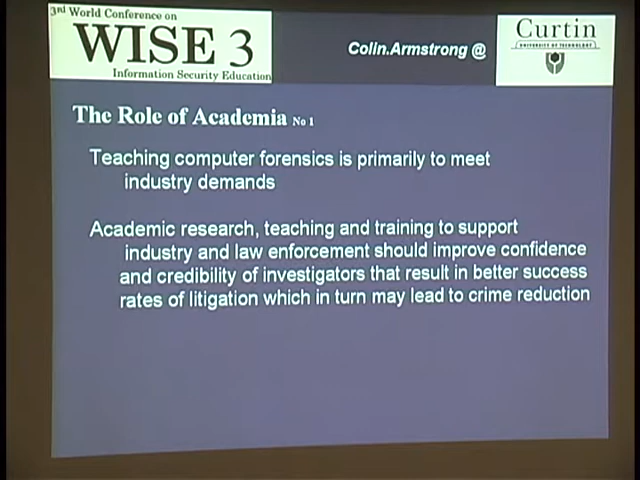 3rd World Conference on
WISE 3
Information Security Education
Colin.Armstrong @
Curtin
UNIVERSITY OF TECHNOLOGY
The Role of Academia No 1
Teaching computer forensics is primarily to meet
industry demands
Academic research, teaching and training to support
industry and law enforcement should improve confidence
and credibility of investigators that result in better success
rates of litigation which in turn may lead to crime reduction